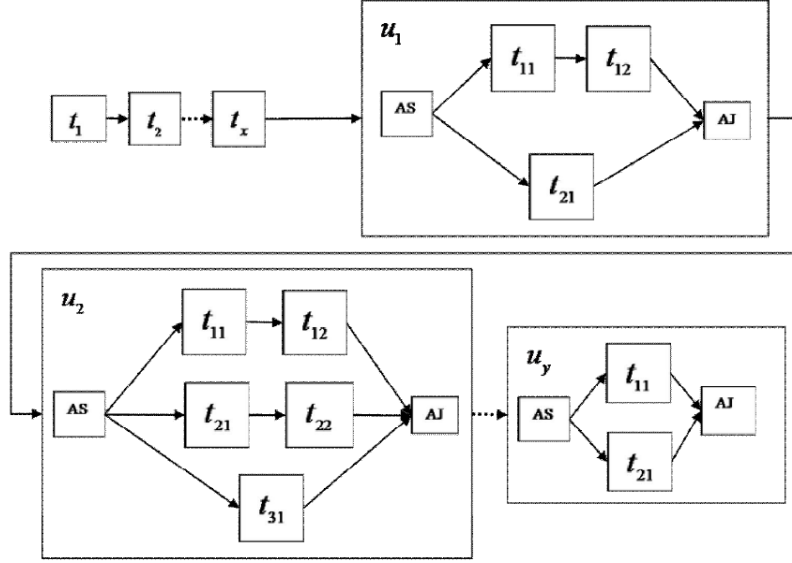 u₁
t₁₁ t₁₂
AS AJ
t₁ t₂ tₓ
t₂₁
u₂
t₁₁ t₁₂
AS t₂₁ t₂₂ AJ
t₃₁
u_y
t₁₁
AS AJ
t₂₁